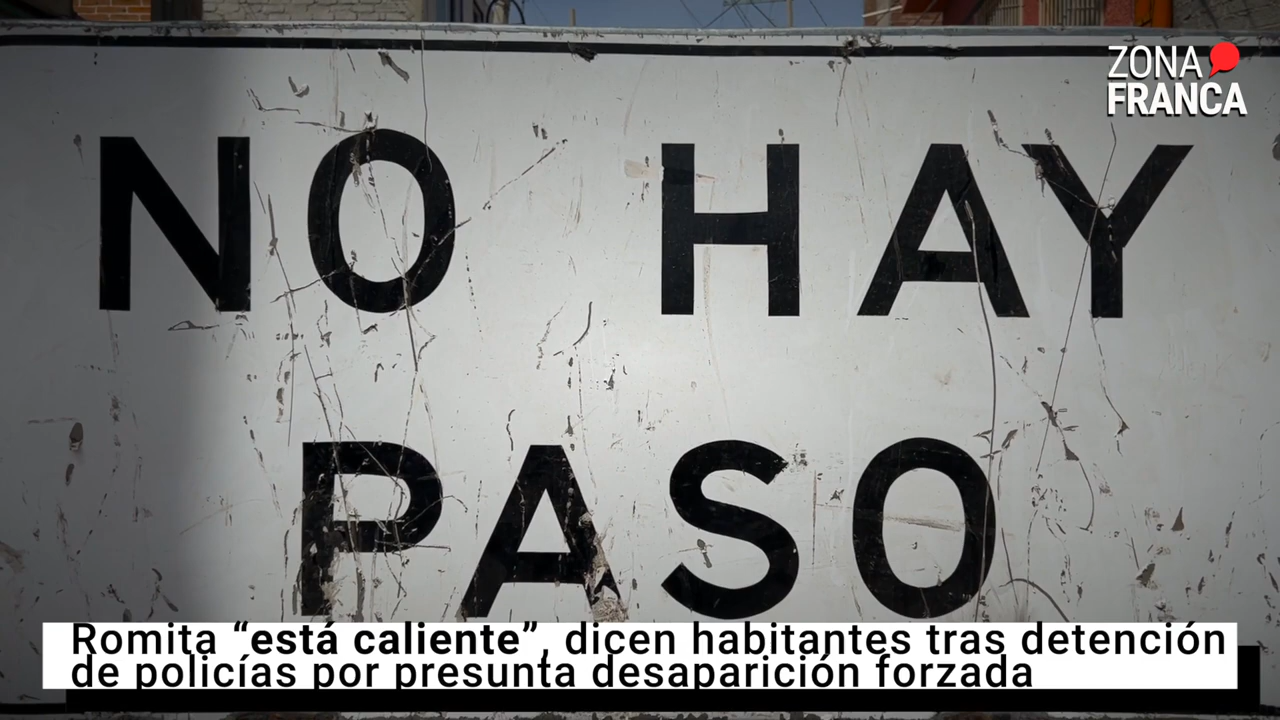 ZONA
FRANCA
NO HAY
PASO
Romita “está caliente”, dicen habitantes tras detención
de policías por presunta desaparición forzada